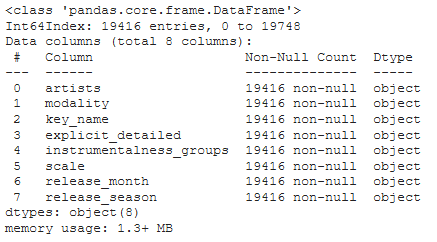 <class 'pandas.core.frame.DataFrame'>
Int64Index: 19416 entries, 0 to 19748
Data columns (total 8 columns):
 #   Column                  Non-Null Count  Dtype
---  ------                  --------------  -----
 0   artists                 19416 non-null  object
 1   modality                19416 non-null  object
 2   key_name                19416 non-null  object
 3   explicit_detailed       19416 non-null  object
 4   instrumentalness_groups  19416 non-null  object
 5   scale                   19416 non-null  object
 6   release_month           19416 non-null  object
 7   release_season          19416 non-null  object
dtypes: object(8)
memory usage: 1.3+ MB